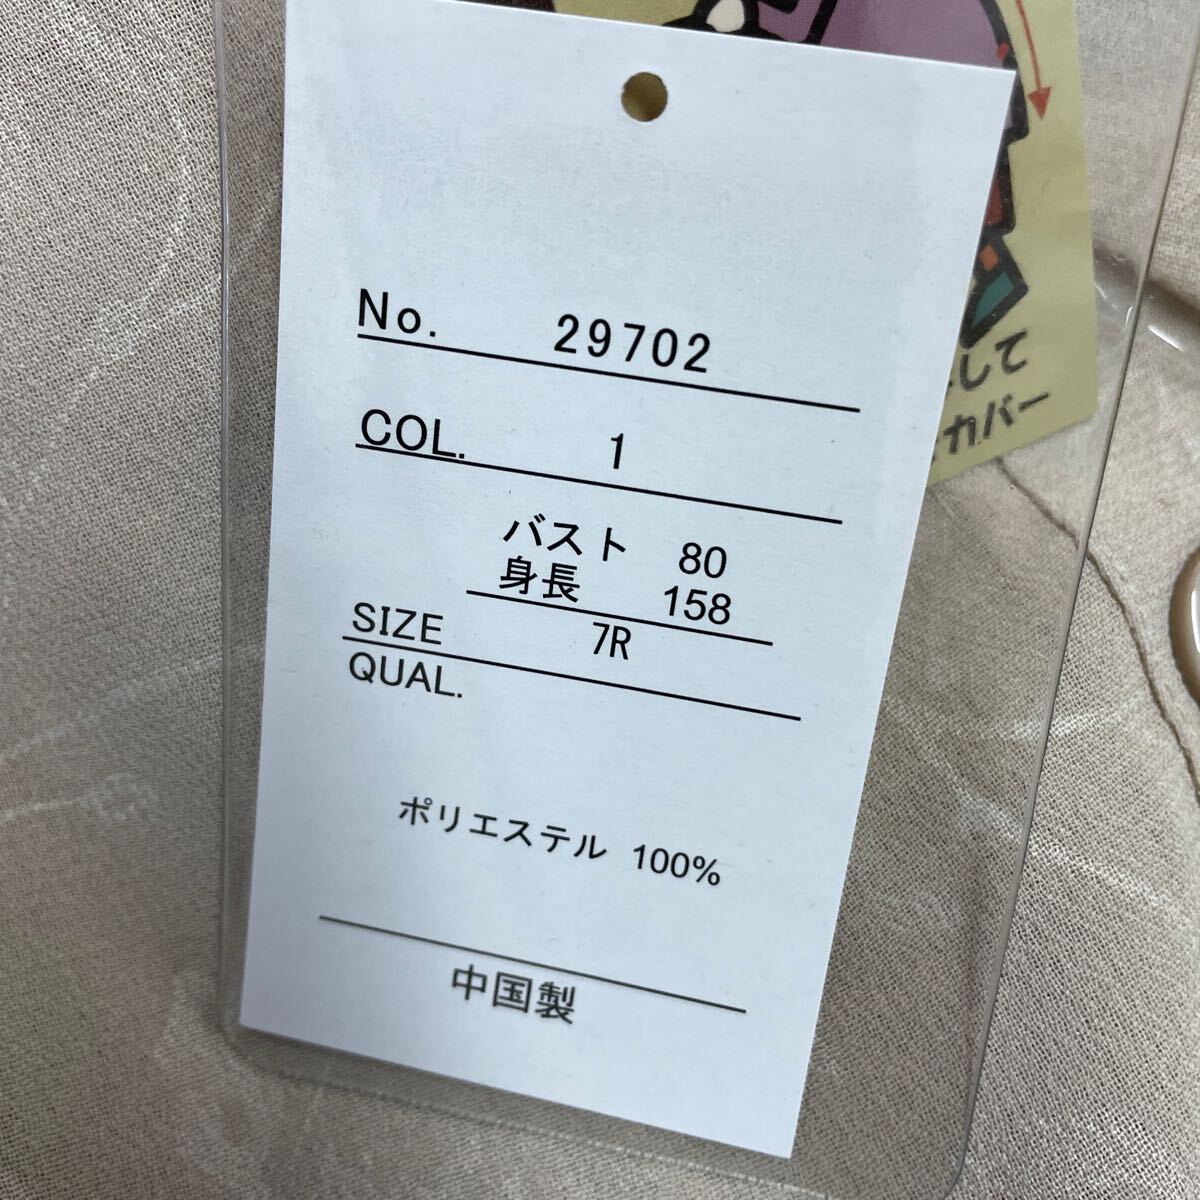 No. 29702
COL. 1
バスト 80
身長 158
SIZE 7R
QUAL.
ポリエステル 100%
中国製
して
カバー